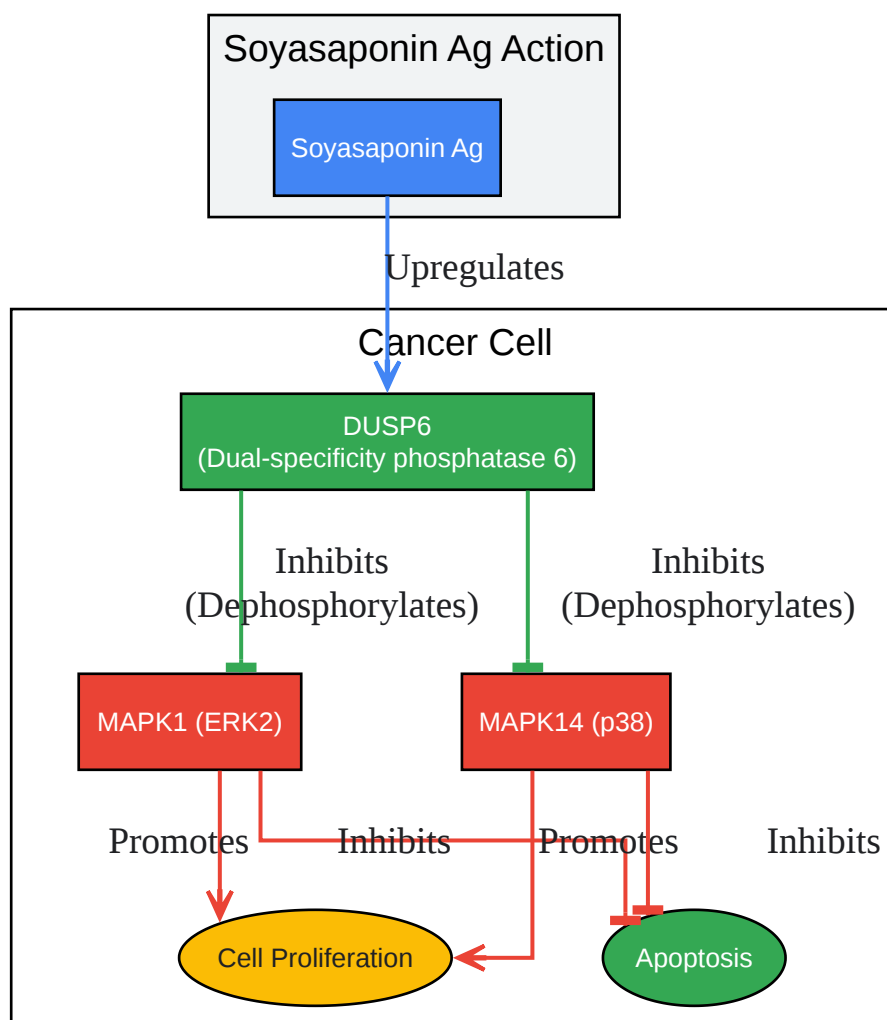 Soyasaponin Ag Action
Soyasaponin Ag
Upregulates
Cancer Cell
DUSP6
(Dual-specificity phosphatase 6)
Inhibits
(Dephosphorylates)
Inhibits
(Dephosphorylates)
MAPK1 (ERK2)
MAPK14 (p38)
Promotes
Inhibits
Promotes
Inhibits
Cell Proliferation
Apoptosis